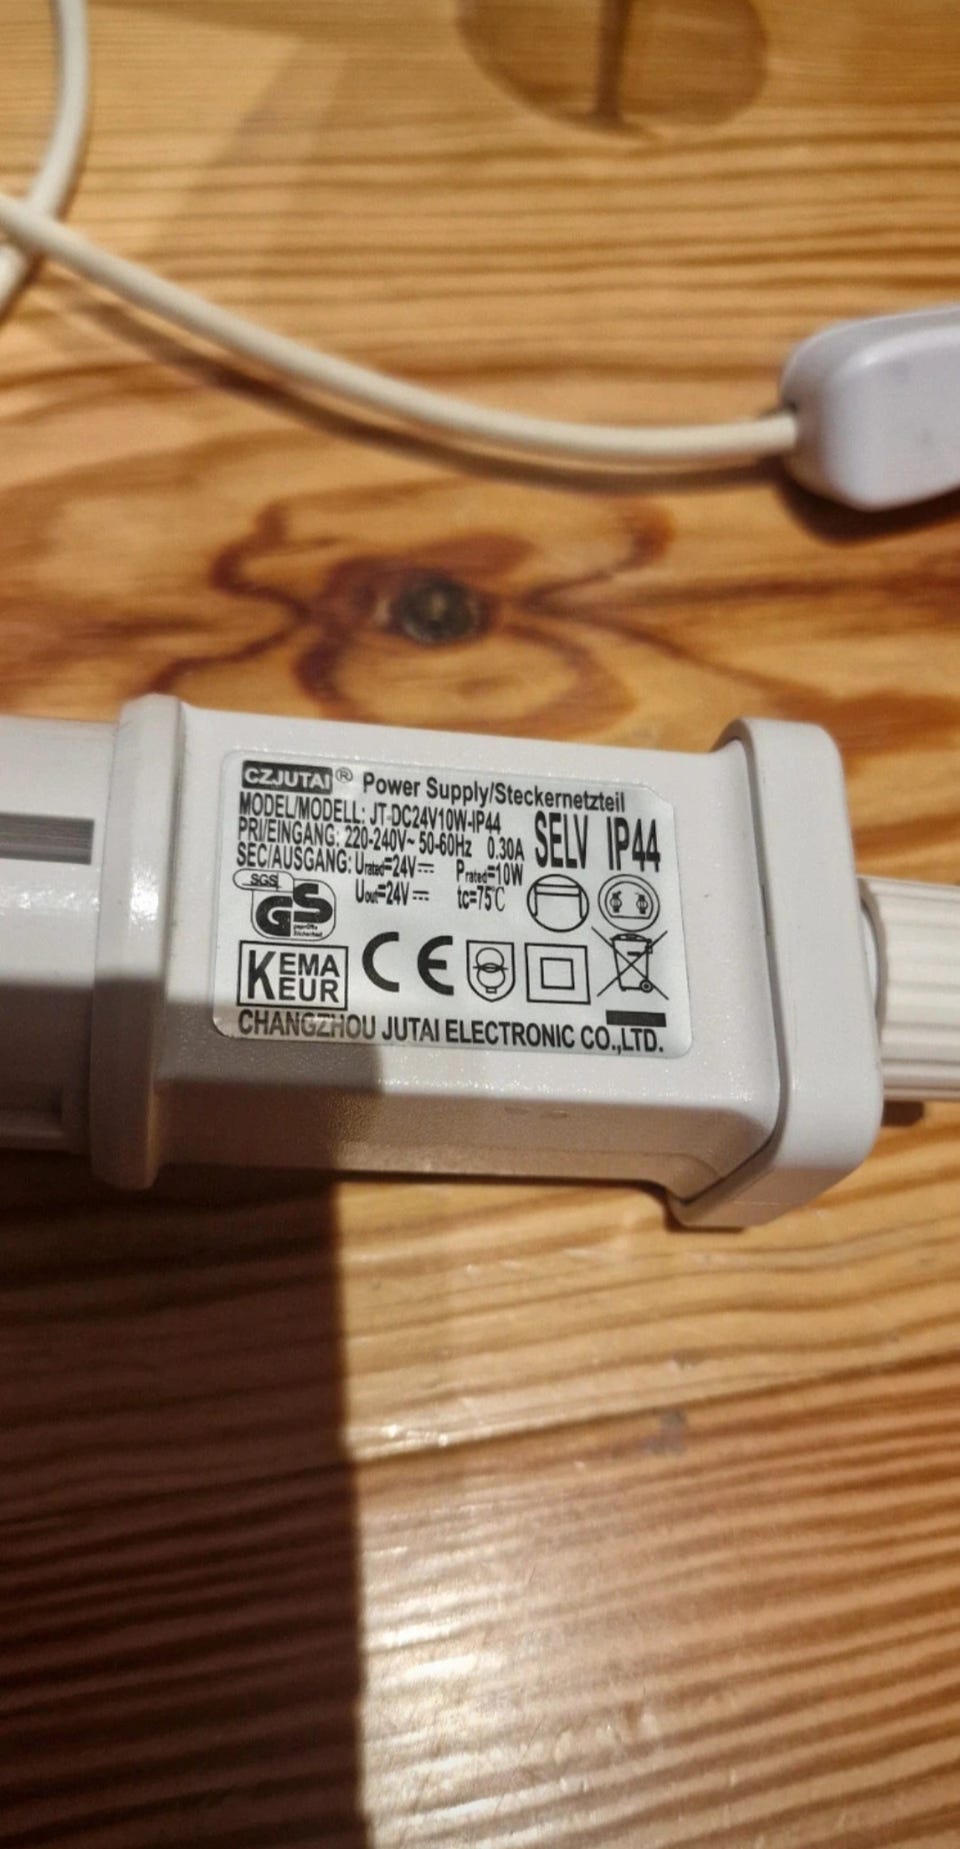 CZJUTAI® Power Supply/Steckernetzteil
MODEL/MODELL: JT-DC24V10W-IP44
PRI/EINGANG: 220-240V~ 50-60Hz 0.30A
SEC/AUSGANG: Urated=24V⎓ Prated=10W
Uout=24V⎓ tc=75℃
SELV IP44
SGS
GS
geprüfte
Sicherheit
KEMA
KEUR
CE
CHANGZHOU JUTAI ELECTRONIC CO.,LTD.